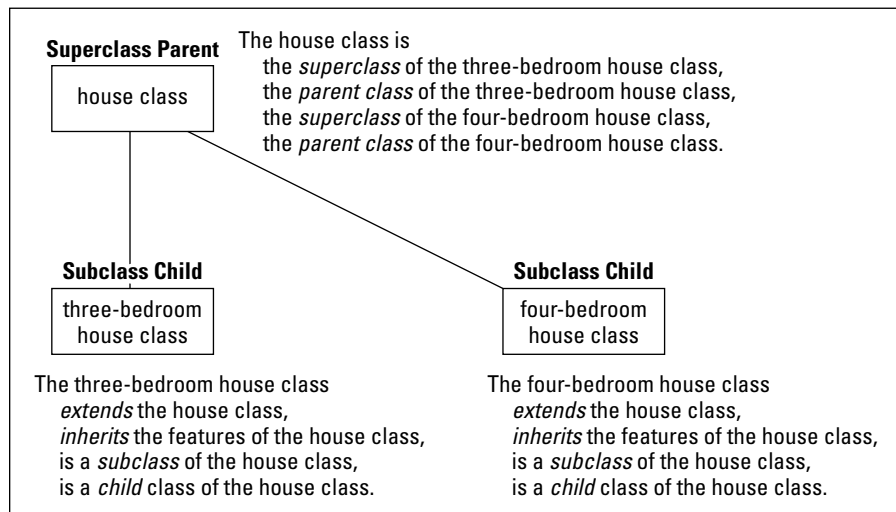 Superclass Parent
house class
The house class is
the superclass of the three-bedroom house class,
the parent class of the three-bedroom house class,
the superclass of the four-bedroom house class,
the parent class of the four-bedroom house class.
Subclass Child
three-bedroom
house class
The three-bedroom house class
extends the house class,
inherits the features of the house class,
is a subclass of the house class,
is a child class of the house class.
Subclass Child
four-bedroom
house class
The four-bedroom house class
extends the house class,
inherits the features of the house class,
is a subclass of the house class,
is a child class of the house class.